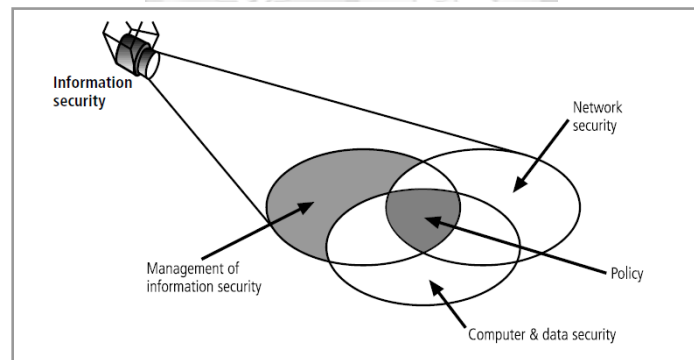 Information
security
Network
security
Management of
information security
Policy
Computer & data security